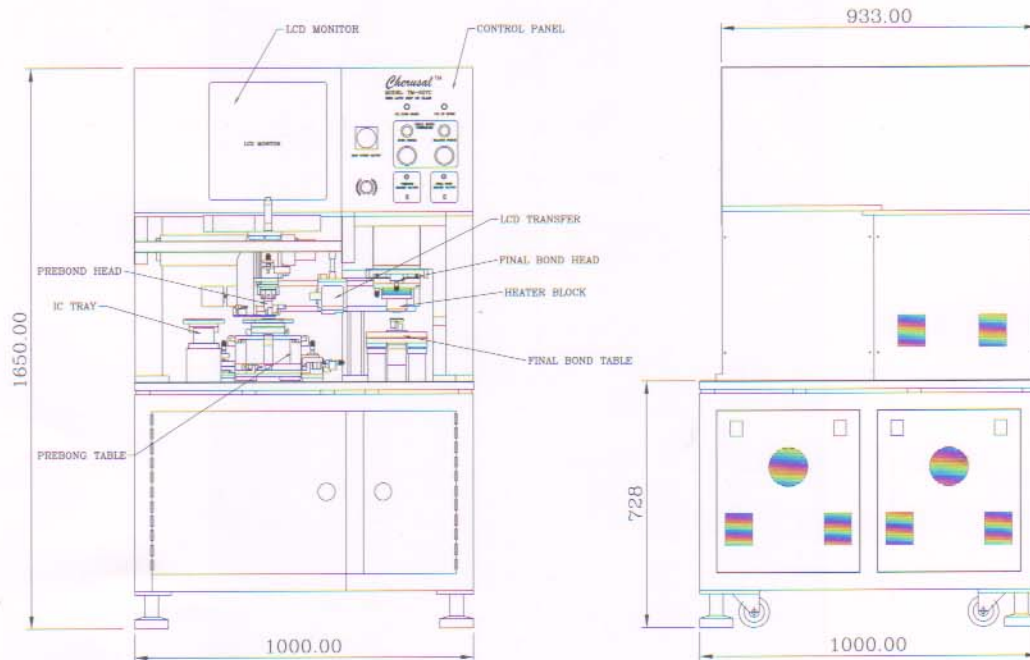 LCD MONITOR
CONTROL PANEL
933.00
Cherusal™
LCD MONITOR
LCD TRANSFER
PREBOND HEAD
FINAL BOND HEAD
HEATER BLOCK
IC TRAY
FINAL BOND TABLE
1650.00
PREBONG TABLE
728
1000.00
1000.00